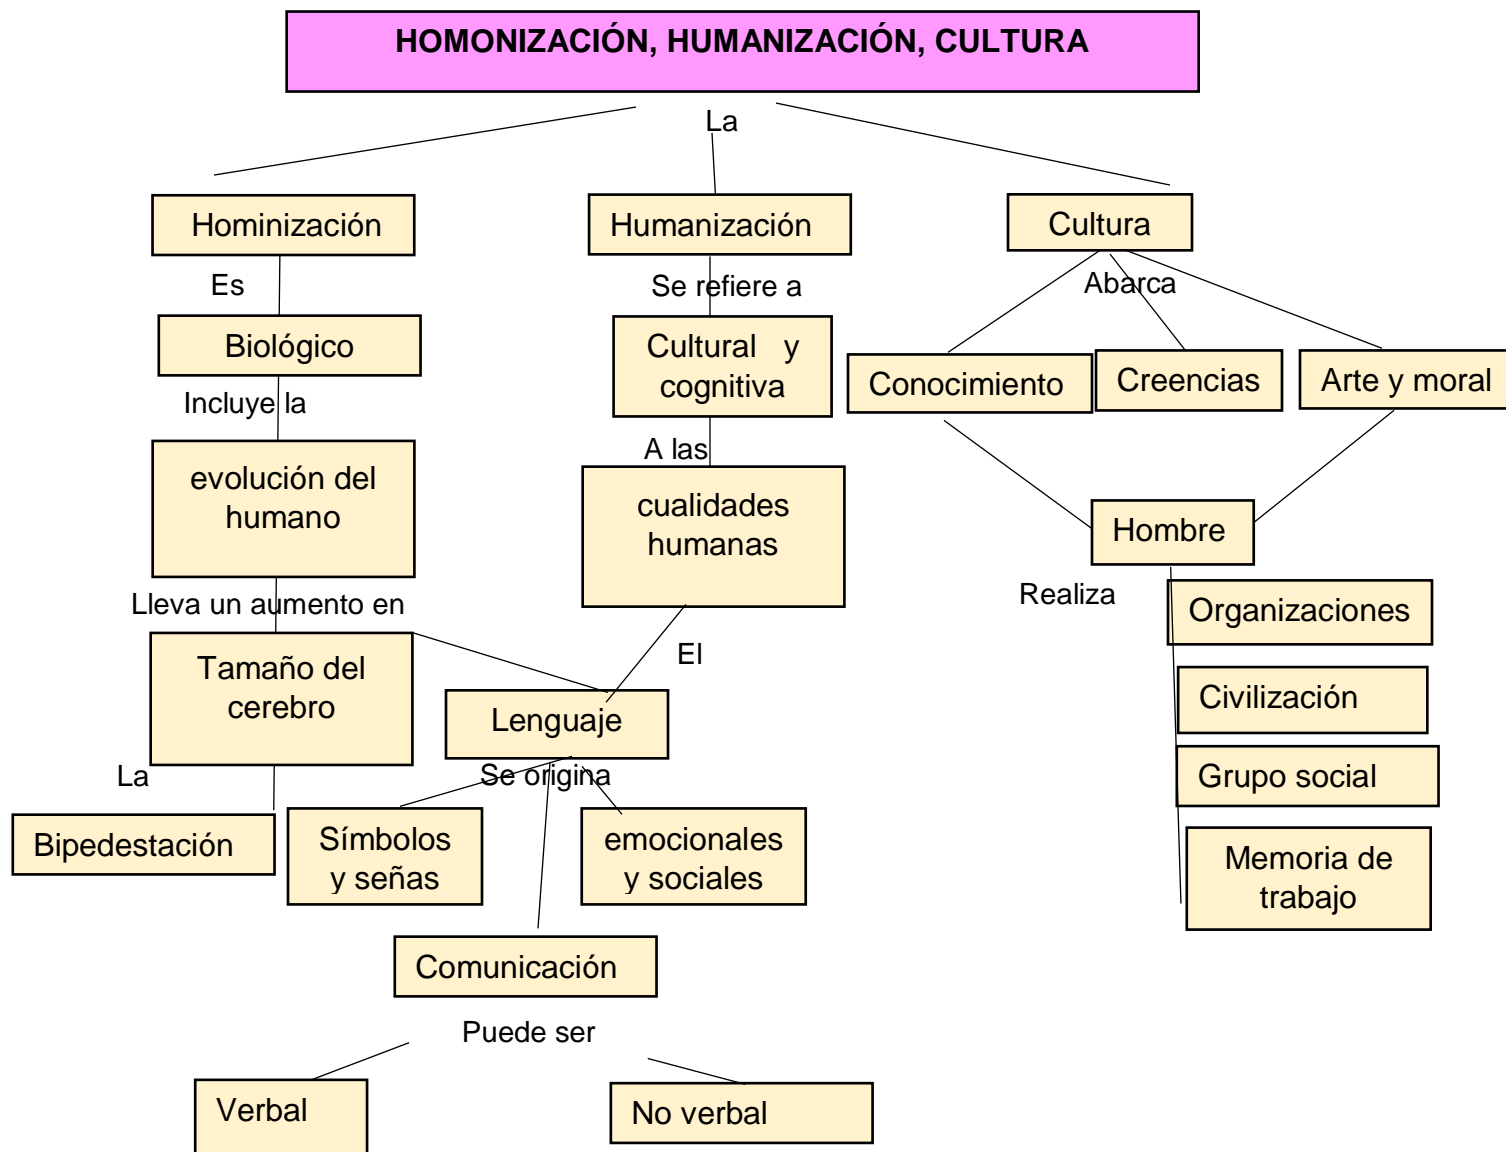 HOMONIZACIÓN, HUMANIZACIÓN, CULTURA
La
Hominización
Humanización
Cultura
Es
Se refiere a
Abarca
Biológico
Cultural y
cognitiva
Conocimiento
Creencias
Arte y moral
Incluye la
A las
evolución del
humano
cualidades
humanas
Hombre
Lleva un aumento en
Realiza
Organizaciones
Tamaño del
cerebro
El
Lenguaje
Civilización
La
Se origina
Grupo social
Bipedestación
Símbolos
y señas
emocionales
y sociales
Memoria de
trabajo
Comunicación
Puede ser
Verbal
No verbal